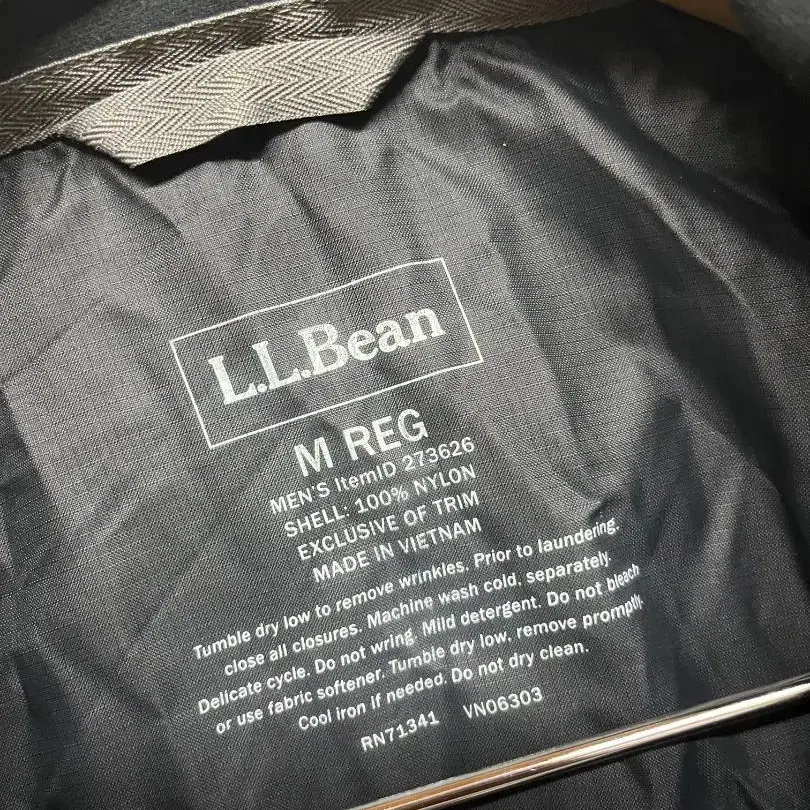 L.L.Bean
M REG
MEN'S ItemID 273626
SHELL: 100% NYLON
EXCLUSIVE OF TRIM
MADE IN VIETNAM
Tumble dry low to remove wrinkles. Prior to laundering,
close all closures. Machine wash cold, separately.
Delicate cycle. Do not wring. Mild detergent. Do not bleach
or use fabric softener. Tumble dry low, remove promptly.
Cool iron if needed. Do not dry clean.
RN71341 VN06303